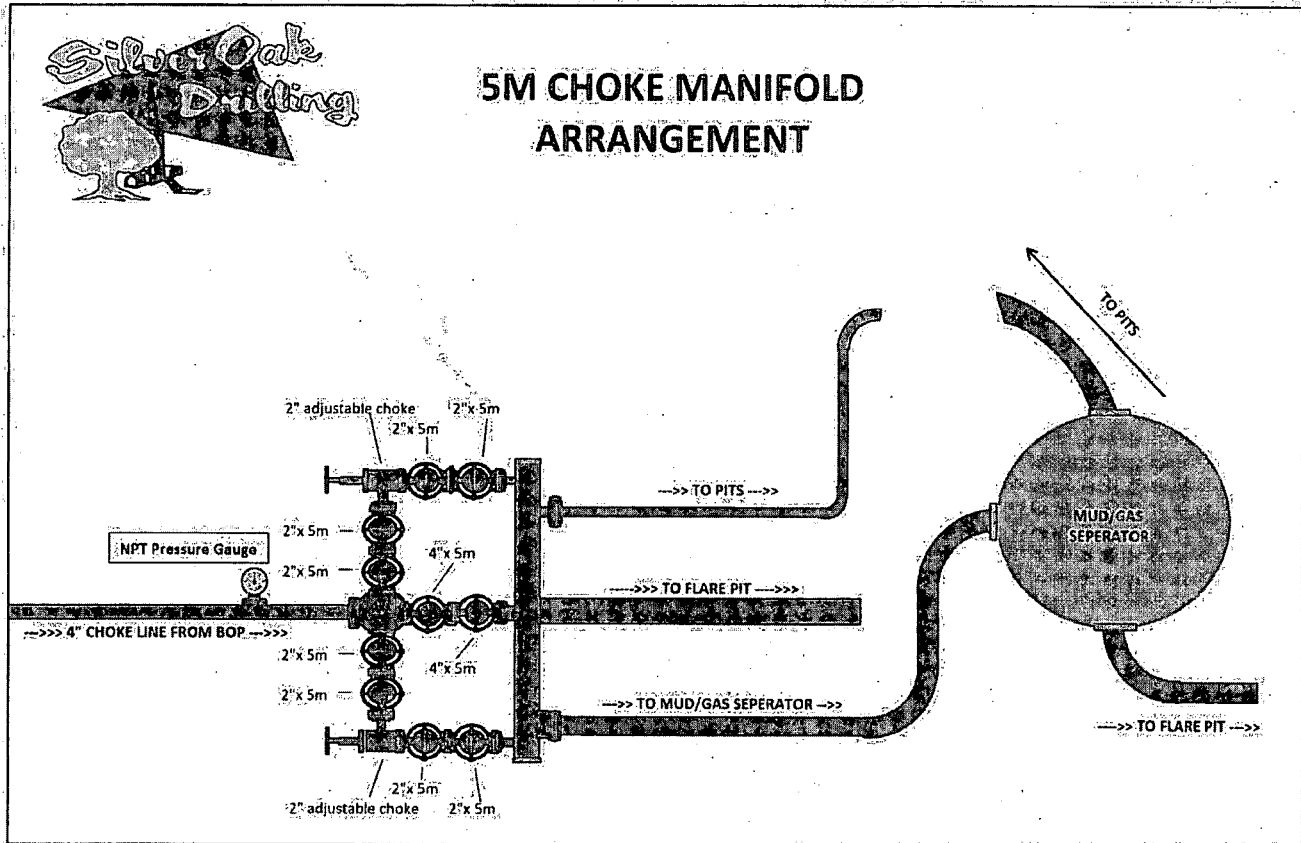 Silver Oak
Drilling
5M CHOKE MANIFOLD
ARRANGEMENT
TO PITS
2" adjustable choke
2"x 5m
2"x 5m
--->> TO PITS --->>
MUD/GAS
SEPERATOR
2"x 5m
NPT Pressure Gauge
2"x 5m
4"x 5m
----->>> TO FLARE PIT ---->>>
--->>> 4" CHOKE LINE FROM BOP --->>>
2"x 5m
4"x 5m
2"x 5m
--->> TO MUD/GAS SEPERATOR -->>
--->> TO FLARE PIT --->>
2"x 5m
2" adjustable choke
2"x 5m